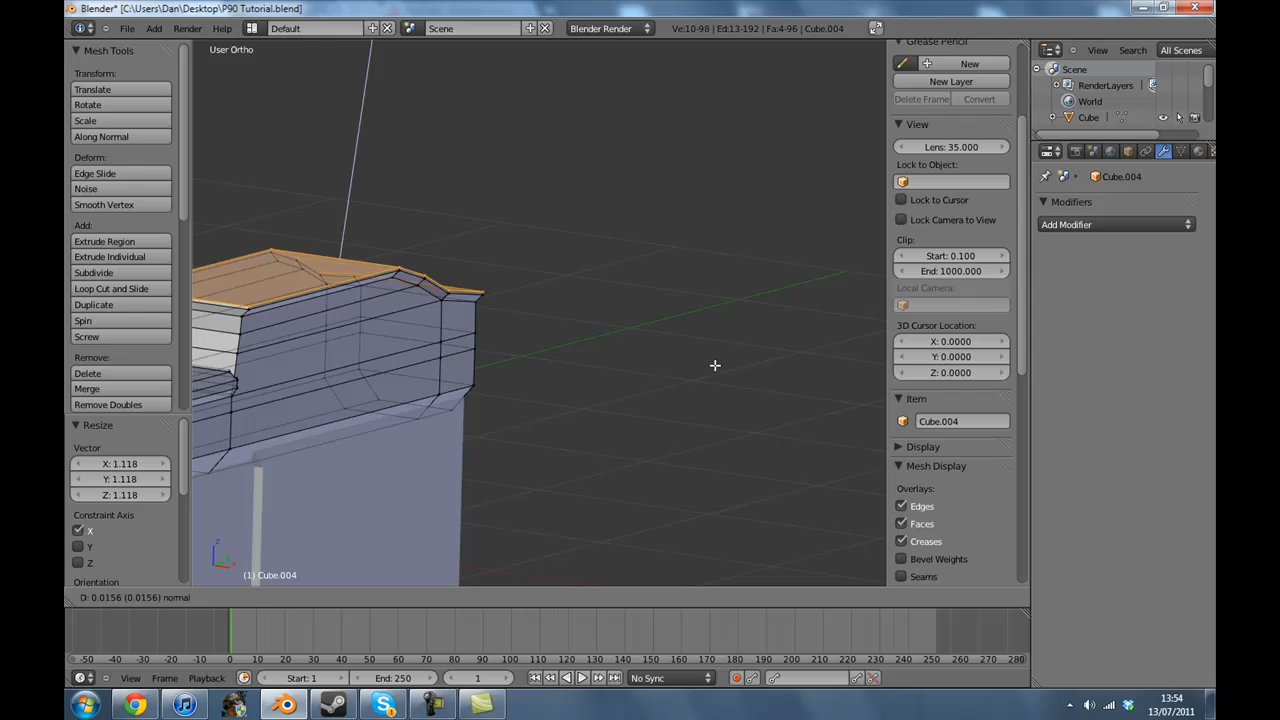 Blender* [C:\Users\Dan\Desktop\P90 Tutorial.blend]
File Add Render Help Default Scene Blender Render Ve:10-98 | Ed:13-192 | Fa:4-96 | Cube.004
Mesh Tools
Transform:
Translate
Rotate
Scale
Along Normal
Deform:
Edge Slide
Noise
Smooth Vertex
Add:
Extrude Region
Extrude Individual
Subdivide
Loop Cut and Slide
Duplicate
Spin
Screw
Remove:
Delete
Merge
Remove Doubles
Resize
Vector
X: 1.118
Y: 1.118
Z: 1.118
Constraint Axis
X
Y
Z
Orientation
User Ortho
z
x
(1) Cube.004
D: 0.0156 (0.0156) normal
Grease Pencil
New
New Layer
Delete Frame Convert
View
Lens: 35.000
Lock to Object:
Lock to Cursor
Lock Camera to View
Clip:
Start: 0.100
End: 1000.000
Local Camera:
3D Cursor Location:
X: 0.0000
Y: 0.0000
Z: 0.0000
Item
Cube.004
Display
Mesh Display
Overlays:
Edges
Faces
Creases
Bevel Weights
Seams
View Search All Scenes
Scene
RenderLayers
World
Cube
Cube.004
Modifiers
Add Modifier
-50 -40 -30 -20 -10 0 10 20 30 40 50 60 70 80 90 100 110 120 130 140 150 160 170 180 190 200 210 220 230 240 250 260 270 280
View Frame Playback Start: 1 End: 250 1 No Sync
13:54
13/07/2011